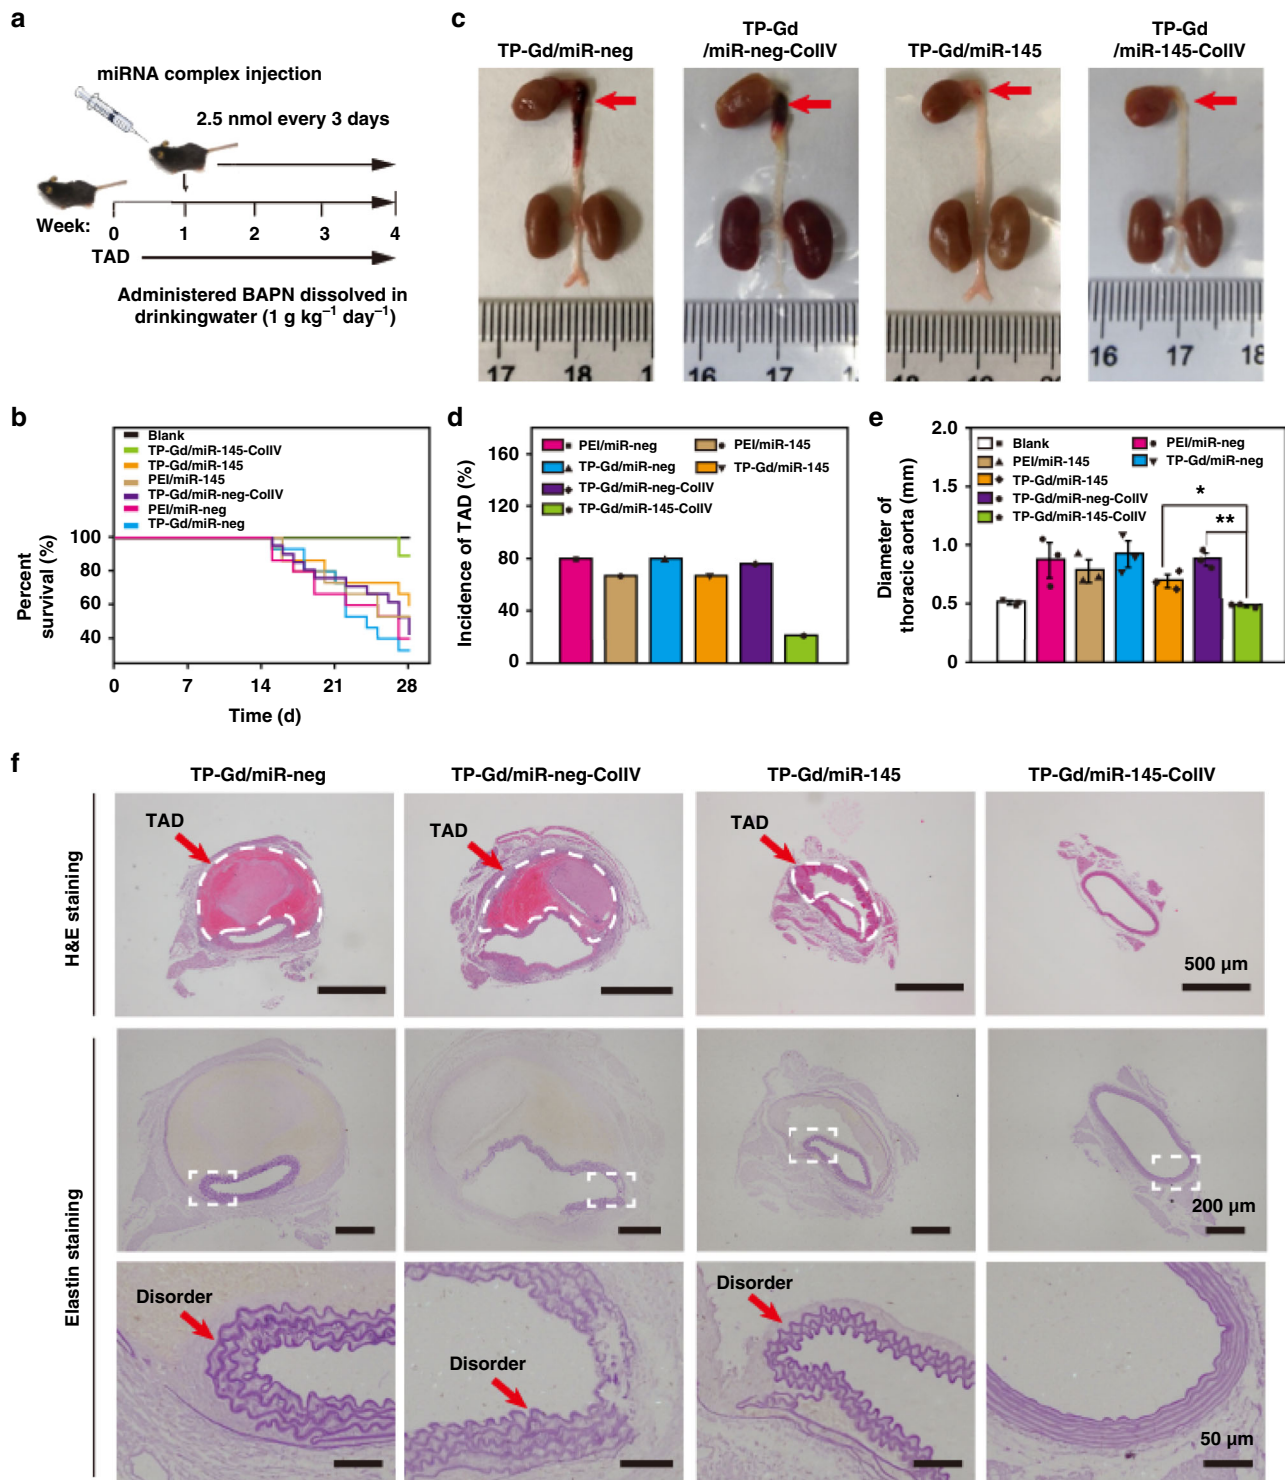 a
miRNA complex injection
2.5 nmol every 3 days
Week:
0 1 2 3 4
TAD
Administered BAPN dissolved in
drinkingwater (1 g kg⁻¹ day⁻¹)
c
TP-Gd/miR-neg
TP-Gd
/miR-neg-ColIV
TP-Gd/miR-145
TP-Gd
/miR-145-ColIV
17 18 1
16 17
18 19
16 17 18
b
Blank
TP-Gd/miR-145-ColIV
TP-Gd/miR-145
PEI/miR-145
TP-Gd/miR-neg-ColIV
PEI/miR-neg
TP-Gd/miR-neg
Percent
survival (%)
100
80
60
40
0 7 14 21 28
Time (d)
d
Incidence of TAD (%)
160
120
80
40
0
PEI/miR-neg
PEI/miR-145
TP-Gd/miR-neg
TP-Gd/miR-145
TP-Gd/miR-neg-ColIV
TP-Gd/miR-145-ColIV
e
Diameter of
thoracic aorta (mm)
2.0
1.5
1.0
0.5
0
Blank
PEI/miR-neg
PEI/miR-145
TP-Gd/miR-neg
TP-Gd/miR-145
TP-Gd/miR-neg-ColIV
TP-Gd/miR-145-ColIV
*
**
f
TP-Gd/miR-neg
TP-Gd/miR-neg-ColIV
TP-Gd/miR-145
TP-Gd/miR-145-ColIV
H&E staining
TAD
TAD
TAD
500 µm
Elastin staining
200 µm
Disorder
Disorder
Disorder
50 µm